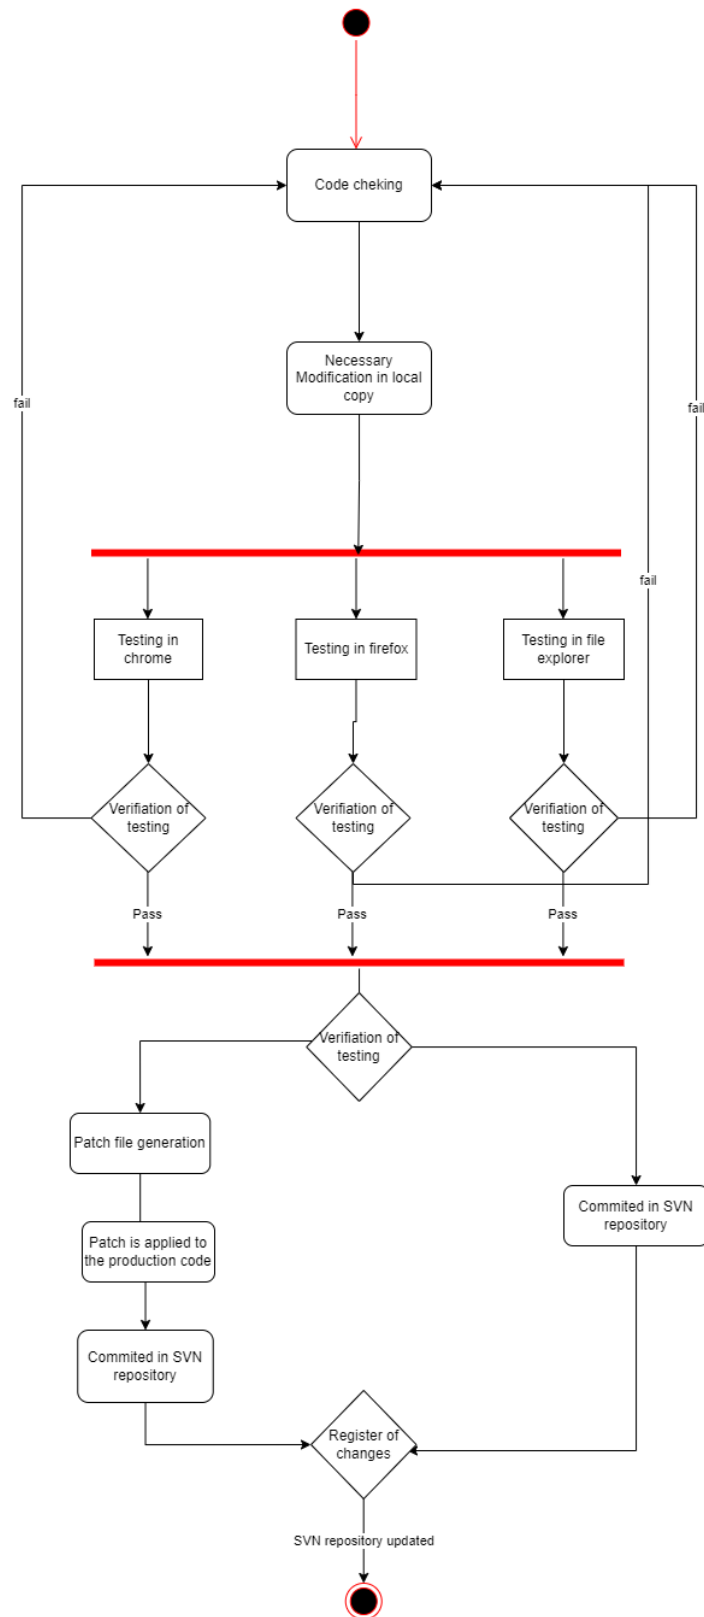 Code cheking
Necessary
Modification in local
copy
fail
fail
fail
Testing in
chrome
Testing in firefox
Testing in file
explorer
Verifiation of
testing
Verifiation of
testing
Verifiation of
testing
Pass
Pass
Pass
Verifiation of
testing
Patch file generation
Commited in SVN
repository
Patch is applied to
the production code
Commited in SVN
repository
Register of
changes
SVN repository updated